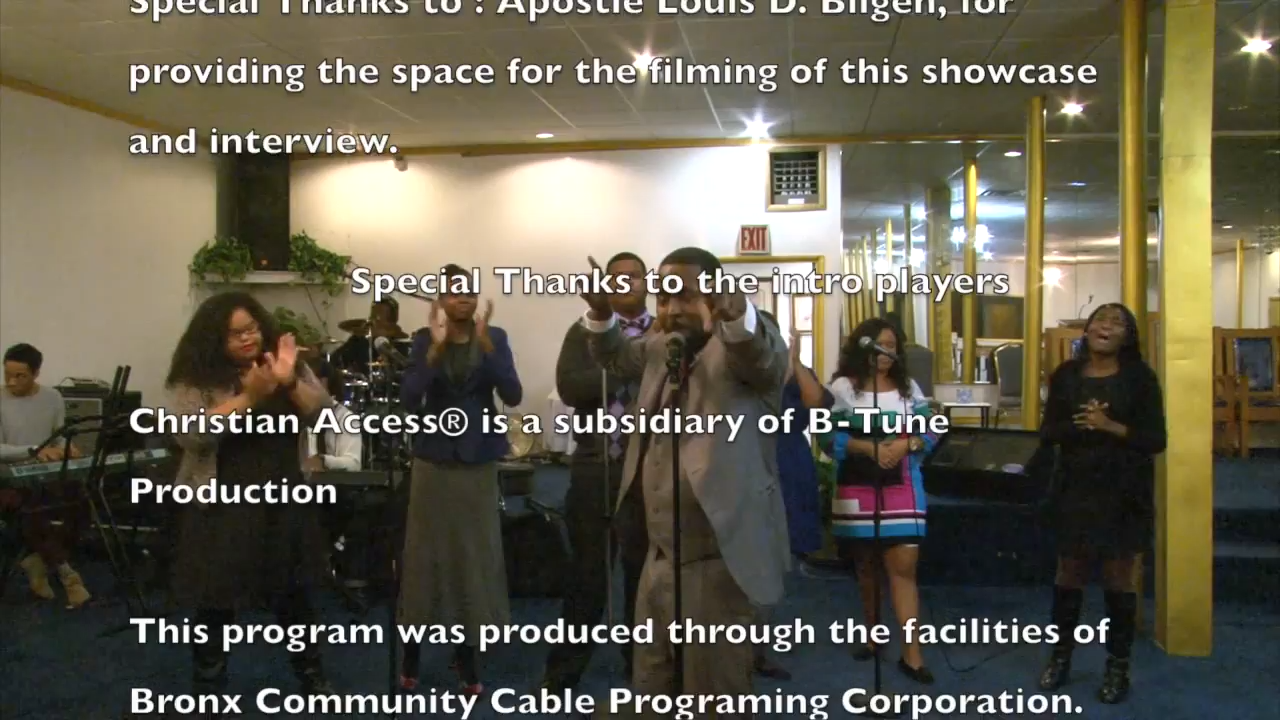 Special Thanks to : Apostle Louis D. Bligen, for
providing the space for the filming of this showcase
and interview.
EXIT
Special Thanks to the intro players
Christian Access® is a subsidiary of B-Tune
Production
This program was produced through the facilities of
Bronx Community Cable Programing Corporation.